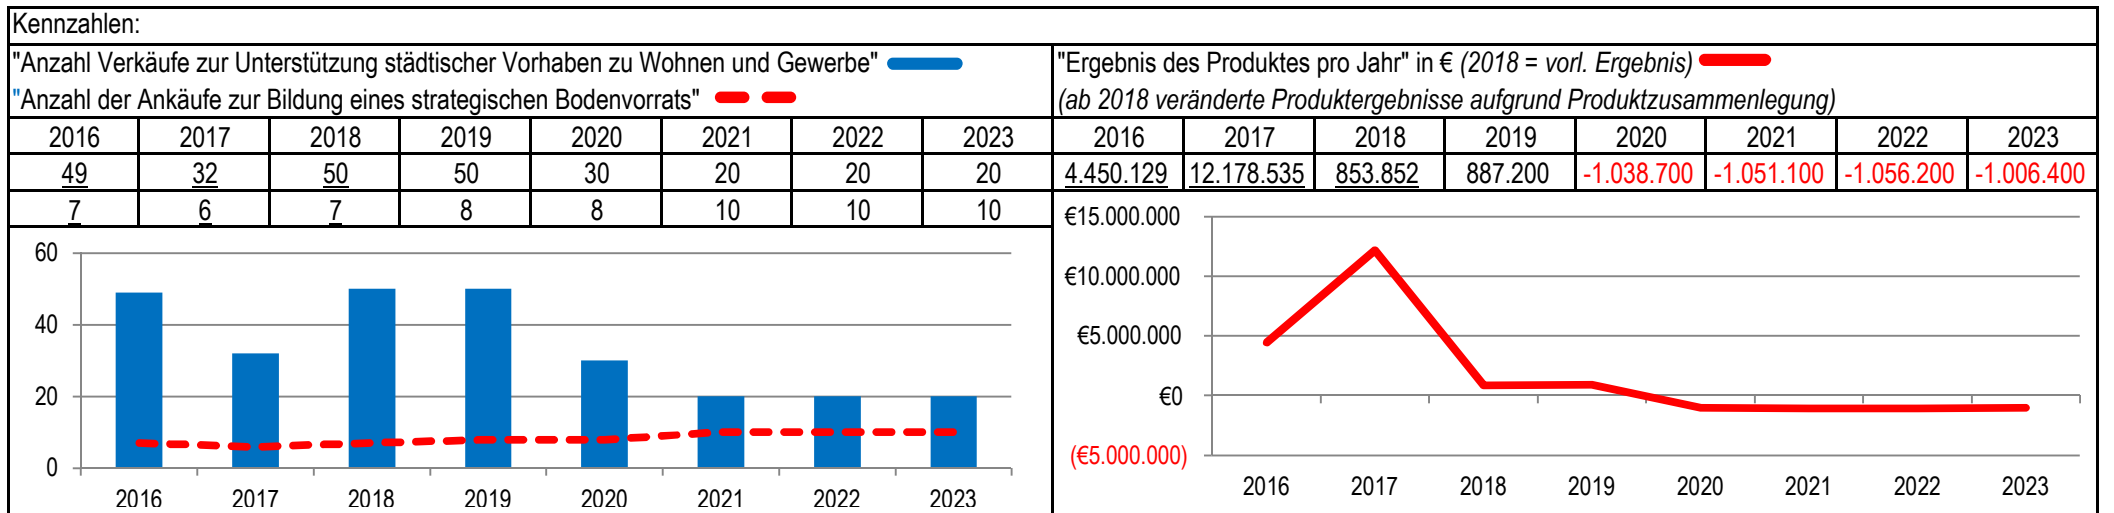 Kennzahlen:
"Anzahl Verkäufe zur Unterstützung städtischer Vorhaben zu Wohnen und Gewerbe"
"Anzahl der Ankäufe zur Bildung eines strategischen Bodenvorrats"
2016 2017 2018 2019 2020 2021 2022 2023
49 32 50 50 30 20 20 20
7 6 7 8 8 10 10 10
60
40
20
0
2016 2017 2018 2019 2020 2021 2022 2023
"Ergebnis des Produktes pro Jahr" in € (2018 = vorl. Ergebnis)
(ab 2018 veränderte Produktergebnisse aufgrund Produktzusammenlegung)
2016 2017 2018 2019 2020 2021 2022 2023
4.450.129 12.178.535 853.852 887.200 -1.038.700 -1.051.100 -1.056.200 -1.006.400
€15.000.000
€10.000.000
€5.000.000
€0
(€5.000.000)
2016 2017 2018 2019 2020 2021 2022 2023